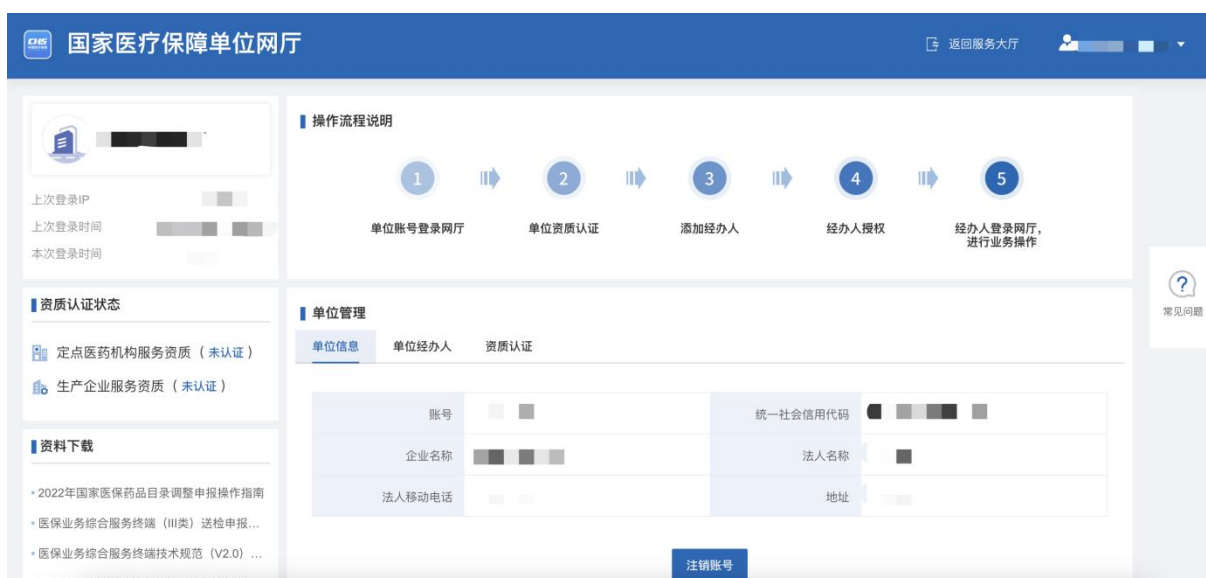 CHS
国家医疗保障单位网厅
返回服务大厅
上次登录IP
上次登录时间
本次登录时间
资质认证状态
定点医药机构服务资质（未认证）
生产企业服务资质（未认证）
资料下载
2022年国家医保药品目录调整申报操作指南
医保业务综合服务终端（III类）送检申报...
医保业务综合服务终端技术规范（V2.0）...
操作流程说明
1
2
3
4
5
单位账号登录网厅
单位资质认证
添加经办人
经办人授权
经办人登录网厅，
进行业务操作
单位管理
单位信息 单位经办人 资质认证
账号 统一社会信用代码
企业名称 法人名称
法人移动电话 地址
注销账号
?
常见问题